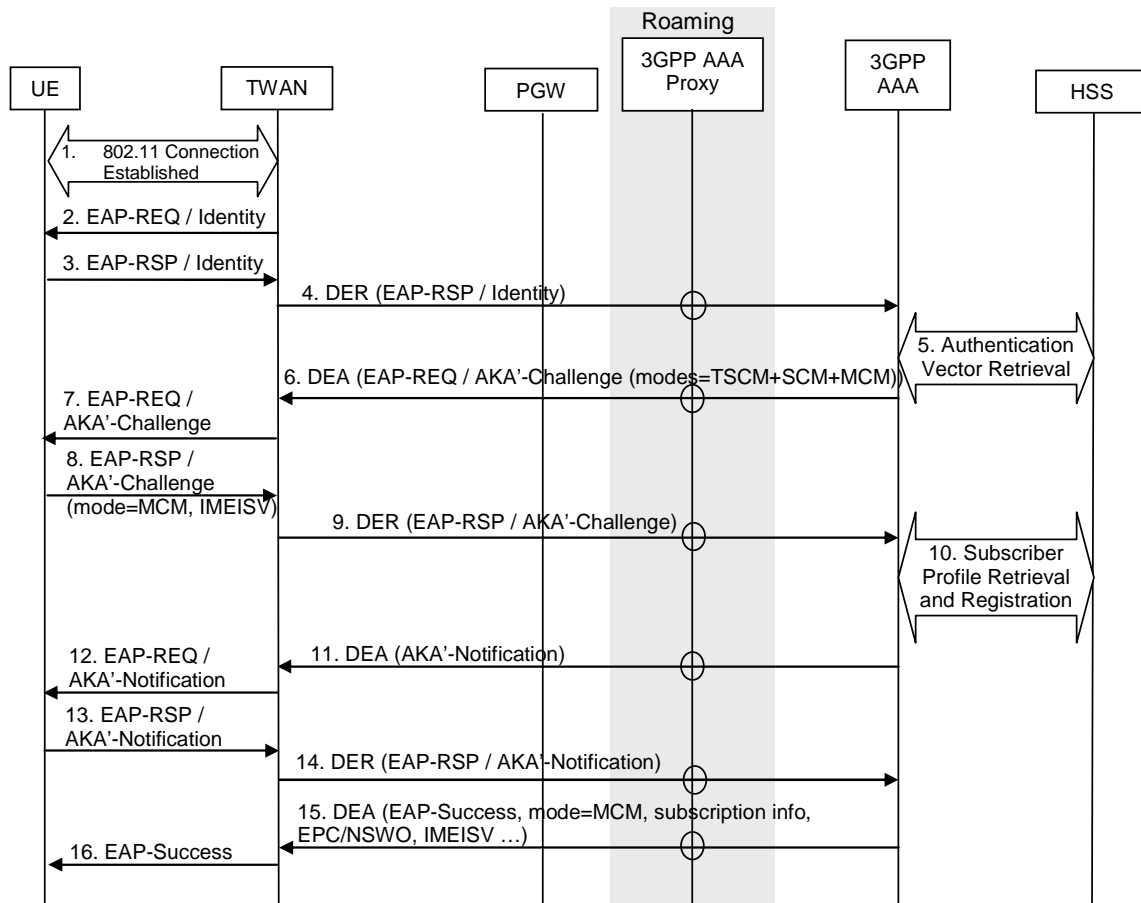 Roaming
UE
TWAN
PGW
3GPP AAA
Proxy
3GPP
AAA
HSS
1. 802.11 Connection
Established
2. EAP-REQ / Identity
3. EAP-RSP / Identity
4. DER (EAP-RSP / Identity)
5. Authentication
Vector Retrieval
6. DEA (EAP-REQ / AKA'-Challenge (modes=TSCM+SCM+MCM))
7. EAP-REQ /
AKA'-Challenge
8. EAP-RSP /
AKA'-Challenge
(mode=MCM, IMEISV)
9. DER (EAP-RSP / AKA'-Challenge)
10. Subscriber
Profile Retrieval
and Registration
11. DEA (AKA'-Notification)
12. EAP-REQ /
AKA'-Notification
13. EAP-RSP /
AKA'-Notification
14. DER (EAP-RSP / AKA'-Notification)
15. DEA (EAP-Success, mode=MCM, subscription info,
EPC/NSWO, IMEISV …)
16. EAP-Success